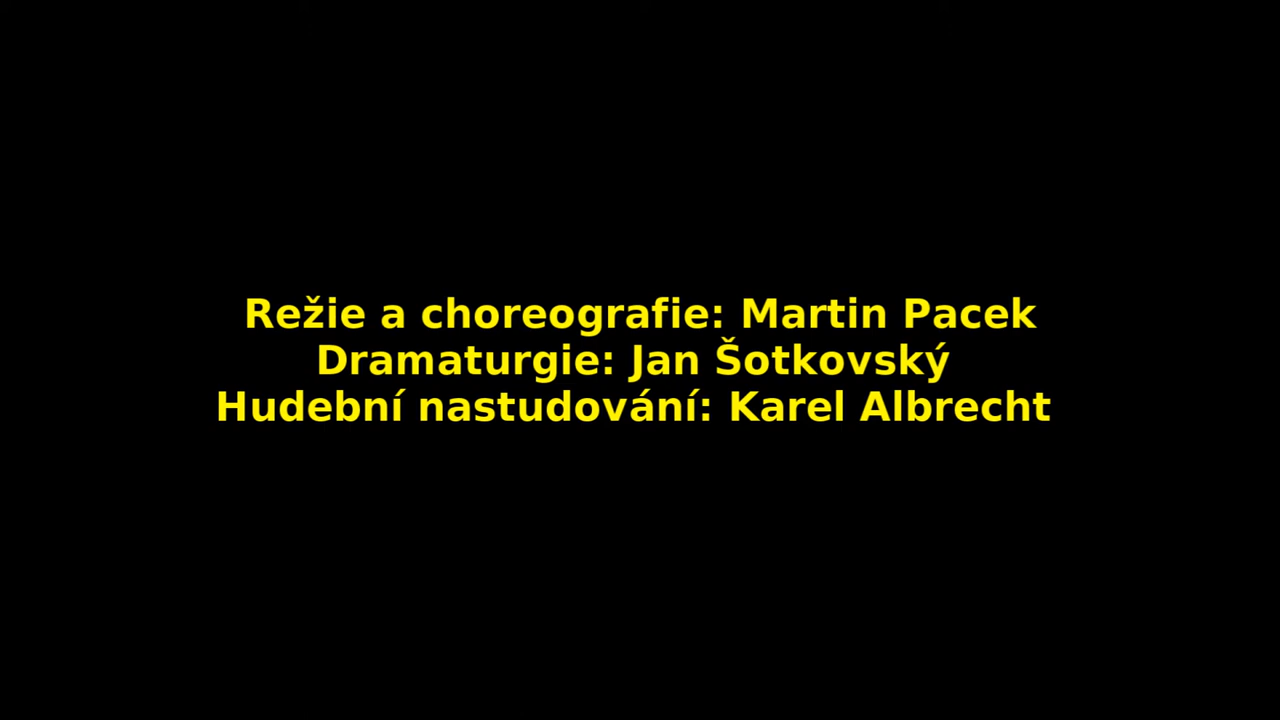 Režie a choreografie: Martin Pacek
Dramaturgie: Jan Šotkovský
Hudební nastudování: Karel Albrecht